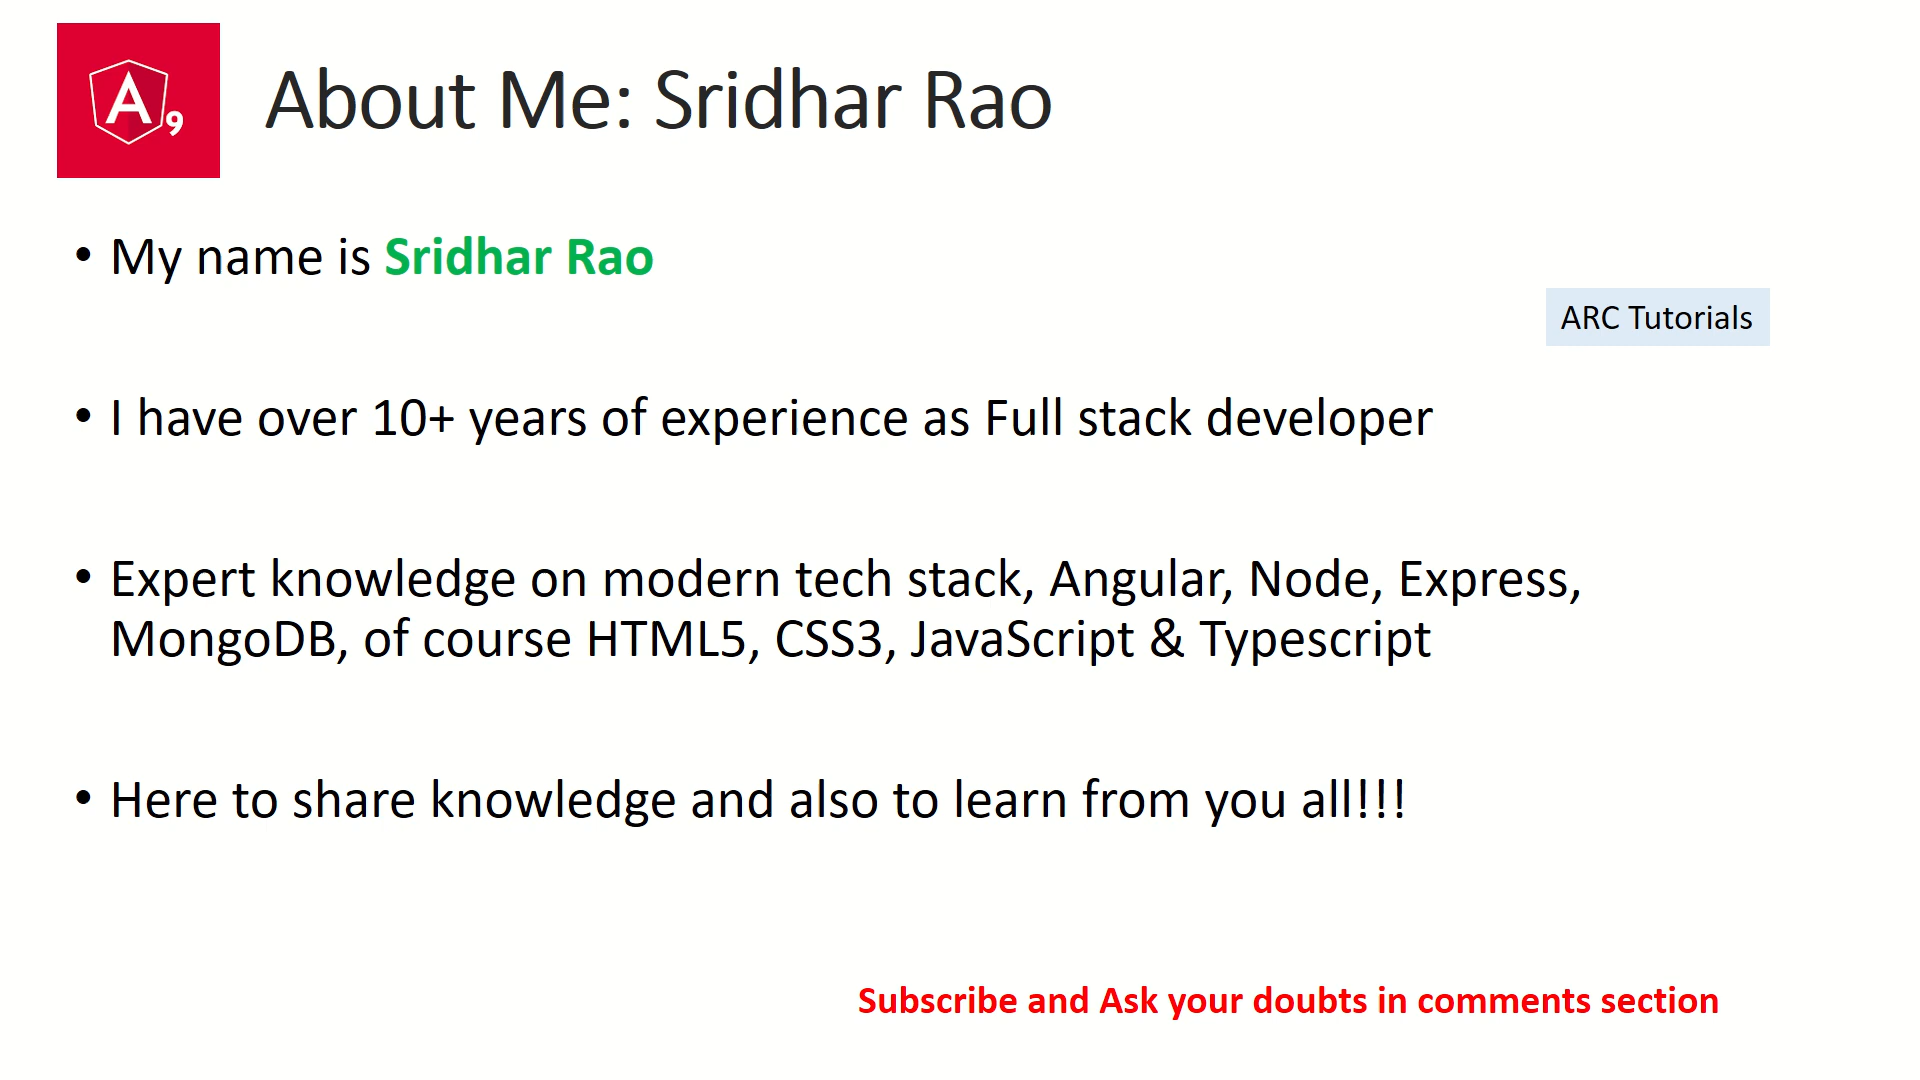 A9
About Me: Sridhar Rao
• My name is Sridhar Rao
ARC Tutorials
• I have over 10+ years of experience as Full stack developer
• Expert knowledge on modern tech stack, Angular, Node, Express,
MongoDB, of course HTML5, CSS3, JavaScript & Typescript
• Here to share knowledge and also to learn from you all!!!
Subscribe and Ask your doubts in comments section